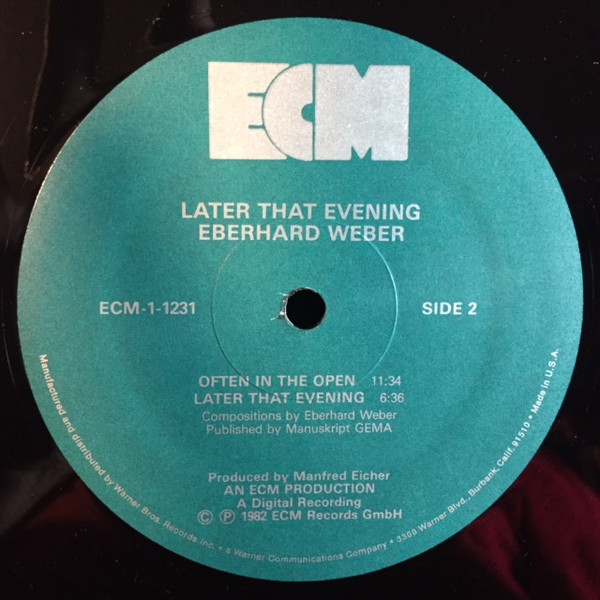 ECM
LATER THAT EVENING
EBERHARD WEBER
ECM-1-1231
SIDE 2
OFTEN IN THE OPEN 11:34
LATER THAT EVENING 6:36
Compositions by Eberhard Weber
Published by Manuskript GEMA
Produced by Manfred Eicher
AN ECM PRODUCTION
A Digital Recording
© ℗ 1982 ECM Records GmbH
Manufactured and distributed by Warner Bros. Records Inc. • a Warner Communications Company • 3300 Warner Blvd., Burbank, Calif. 91510 • Made in U.S.A.